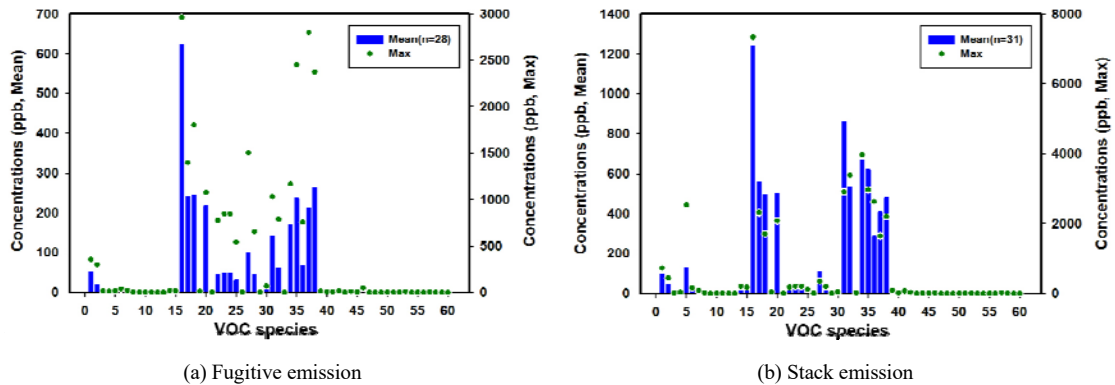 Concentrations (ppb, Mean)
700
600
500
400
300
200
100
0
Mean(n=28)
Max
3000
2500
2000
1500
1000
500
0
Concentrations (ppb, Max)
0 5 10 15 20 25 30 35 40 45 50 55 60
VOC species
(a) Fugitive emission
Concentrations (ppb, Mean)
1400
1200
1000
800
600
400
200
0
Mean(n=31)
Max
8000
6000
4000
2000
0
Concentrations (ppb, Max)
0 5 10 15 20 25 30 35 40 45 50 55 60
VOC species
(b) Stack emission